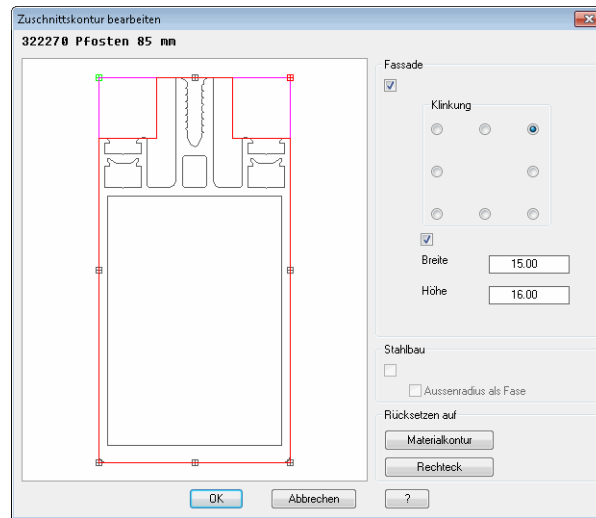 Zuschnittskontur bearbeiten
322270 Pfosten 85 mm
Fassade
Klinkung
Breite 15.00
Höhe 16.00
Stahlbau
Aussenradius als Fase
Rücksetzen auf
Materialkontur
Rechteck
OK Abbrechen ?